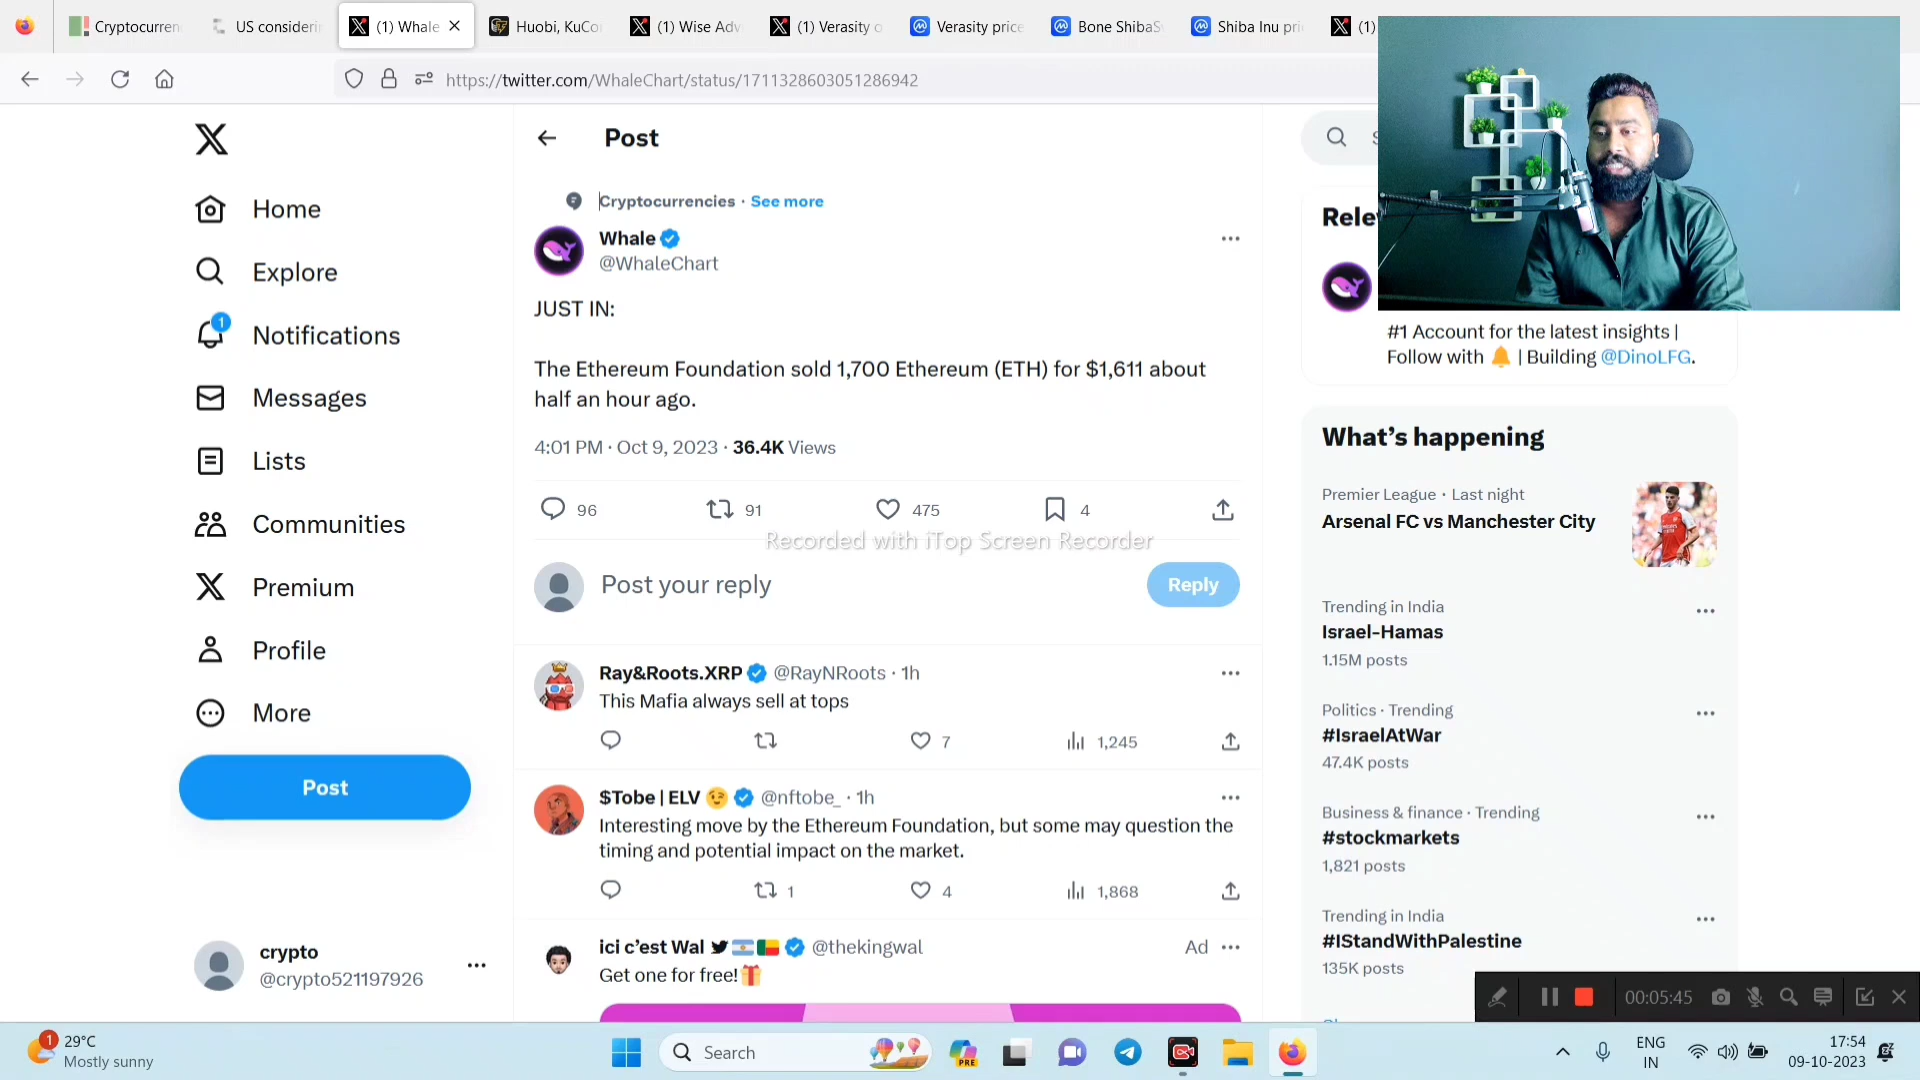 Cryptocurren
US considerin
(1) Whale
Huobi, KuCo
(1) Wise Adv
(1) Verasity o
Verasity price
Bone ShibaS
Shiba Inu pri
(1)
https://twitter.com/WhaleChart/status/1711328603051286942
Home
Explore
1
Notifications
Messages
Lists
Communities
Premium
Profile
More
Post
crypto
@crypto521197926
Post
Cryptocurrencies · See more
Whale
@WhaleChart
JUST IN:
The Ethereum Foundation sold 1,700 Ethereum (ETH) for $1,611 about
half an hour ago.
4:01 PM · Oct 9, 2023 · 36.4K Views
96 91 475 4
Recorded with iTop Screen Recorder
Post your reply
Reply
Ray&Roots.XRP @RayNRoots · 1h
This Mafia always sell at tops
7 1,245
$Tobe | ELV 😉 @nftobe_ · 1h
Interesting move by the Ethereum Foundation, but some may question the
timing and potential impact on the market.
1 4 1,868
ici c'est Wal @thekingwal
Ad
Get one for free!🎁
Rele
#1 Account for the latest insights |
Follow with 🔔 | Building @DinoLFG.
What's happening
Premier League · Last night
Arsenal FC vs Manchester City
Trending in India
Israel-Hamas
1.15M posts
Politics · Trending
#IsraelAtWar
47.4K posts
Business & finance · Trending
#stockmarkets
1,821 posts
Trending in India
#IStandWithPalestine
135K posts
00:05:45
1
29°C
Mostly sunny
Search
PRE
ENG
IN
17:54
09-10-2023